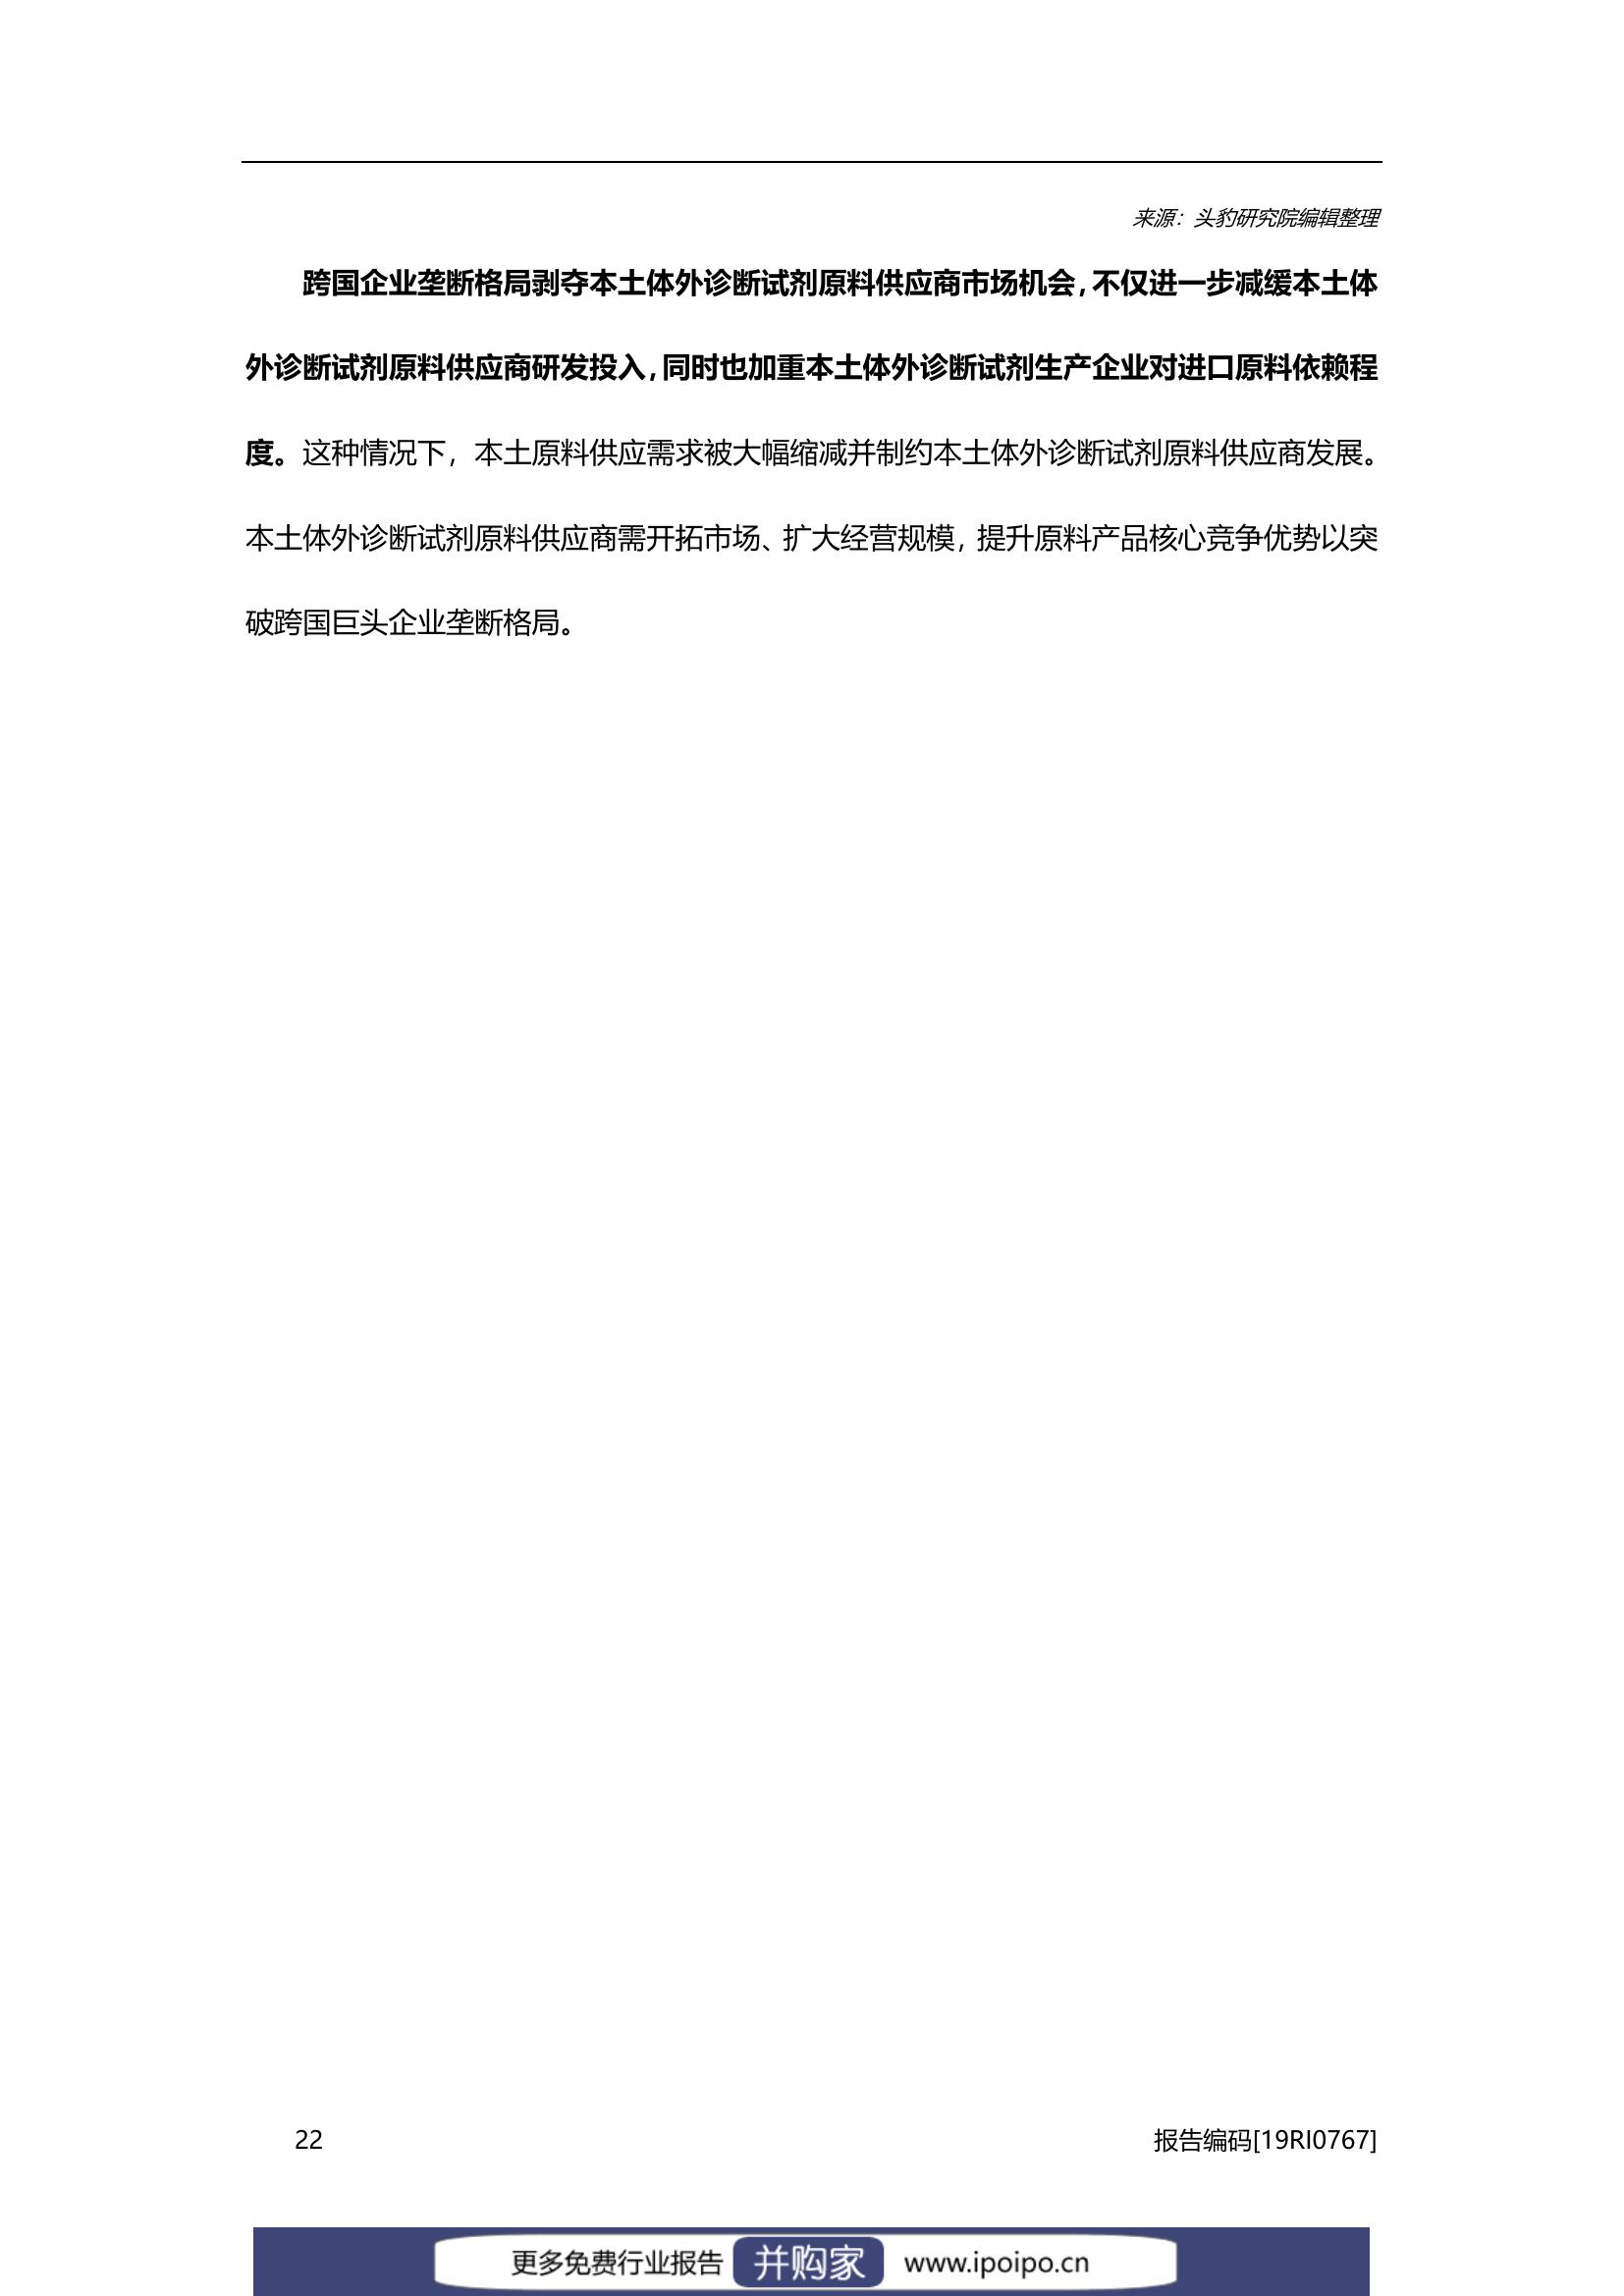 来源：头豹研究院编辑整理
跨国企业垄断格局剥夺本土体外诊断试剂原料供应商市场机会，不仅进一步减缓本土体
外诊断试剂原料供应商研发投入，同时也加重本土体外诊断试剂生产企业对进口原料依赖程
度。这种情况下，本土原料供应需求被大幅缩减并制约本土体外诊断试剂原料供应商发展。
本土体外诊断试剂原料供应商需开拓市场、扩大经营规模，提升原料产品核心竞争优势以突
破跨国巨头企业垄断格局。
22 报告编码[19RI0767]
更多免费行业报告 并购家 www.ipoipo.cn